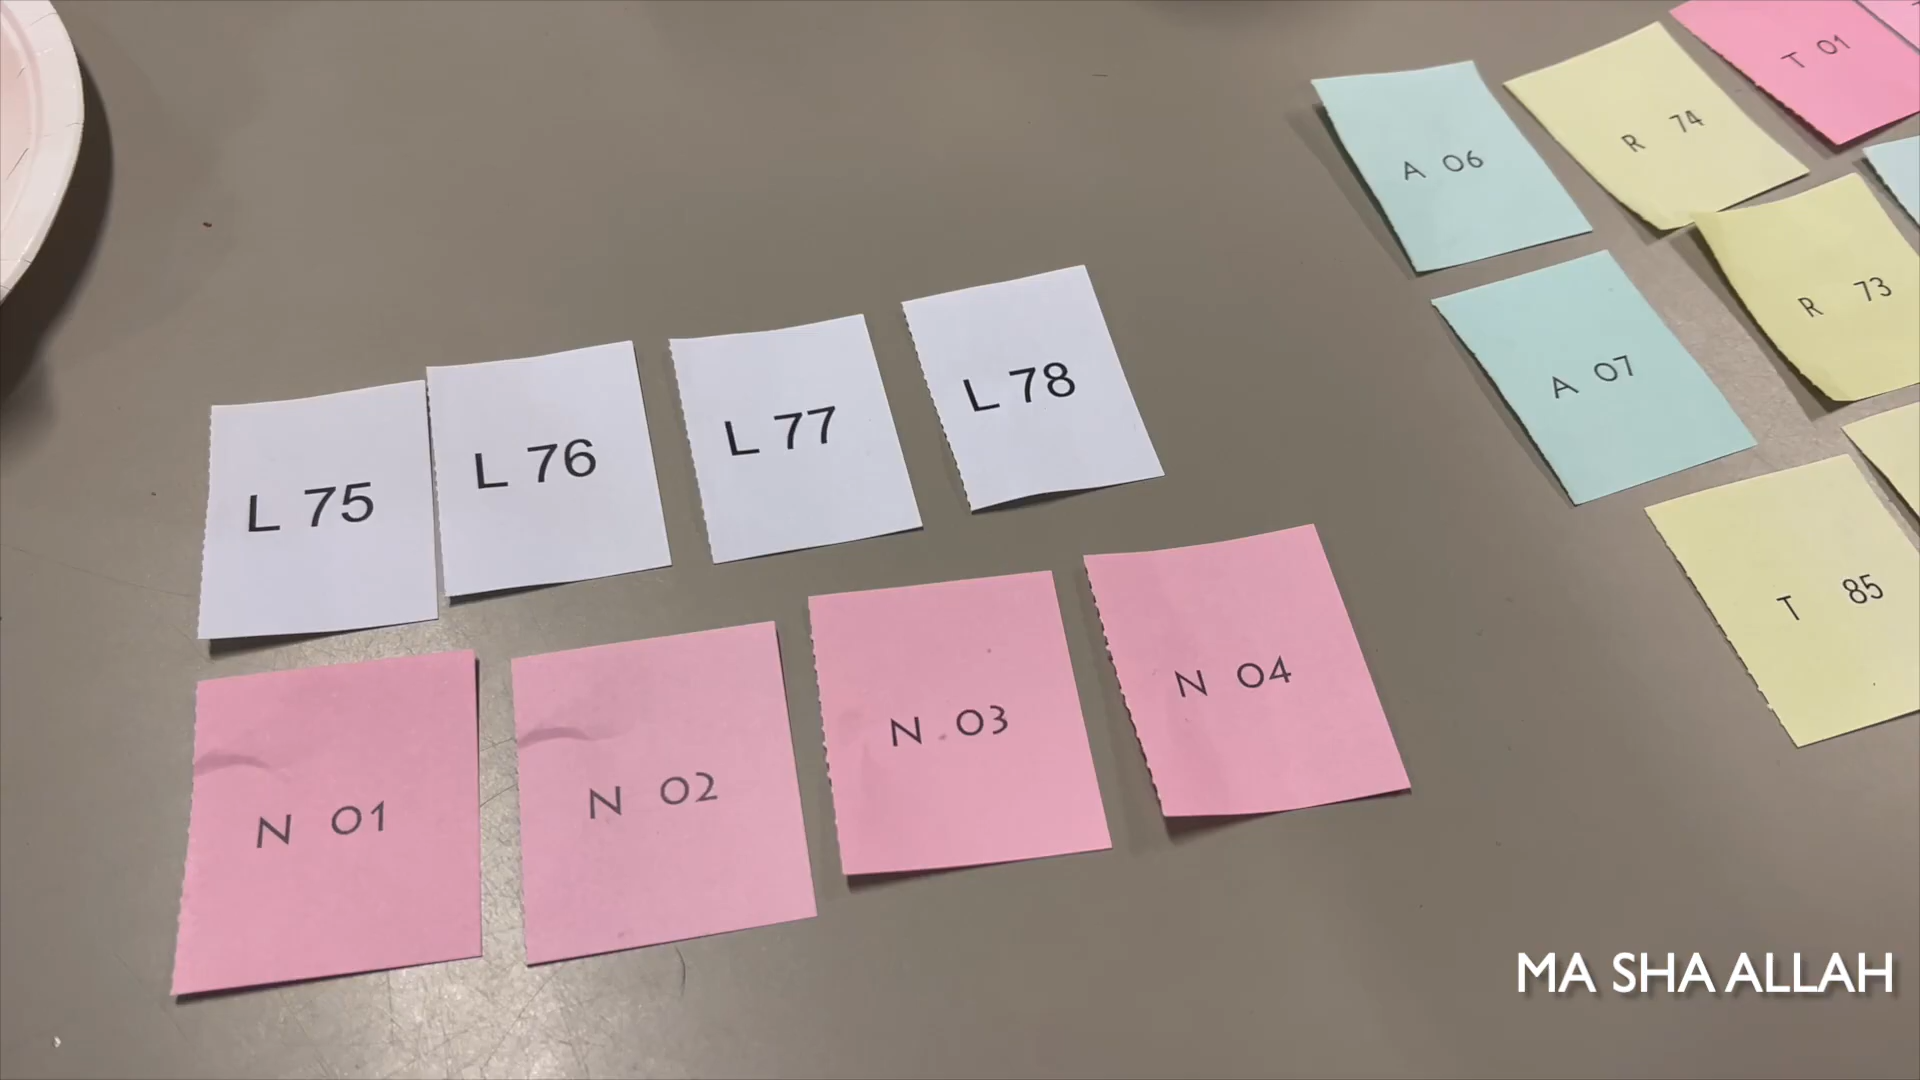 T 01
R 74
A 06
R 73
A 07
L 75
L 76
L 77
L 78
T 85
N 01
N 02
N 03
N 04
MA SHA ALLAH